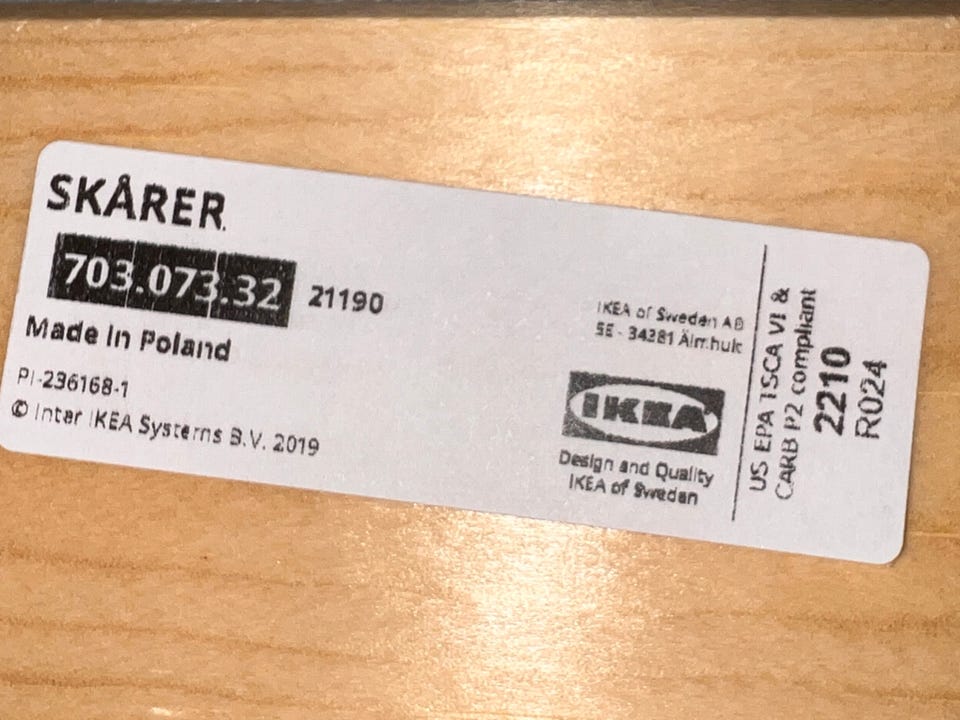 SKÅRER
703.073.32 21190
Made in Poland
PI-236168-1
© Inter IKEA Systems B.V. 2019
IKEA of Sweden AB
SE - 34381 Älmhult
IKEA
Design and Quality
IKEA of Sweden
US EPA TSCA VI &
CARB P2 compliant
2210
R024